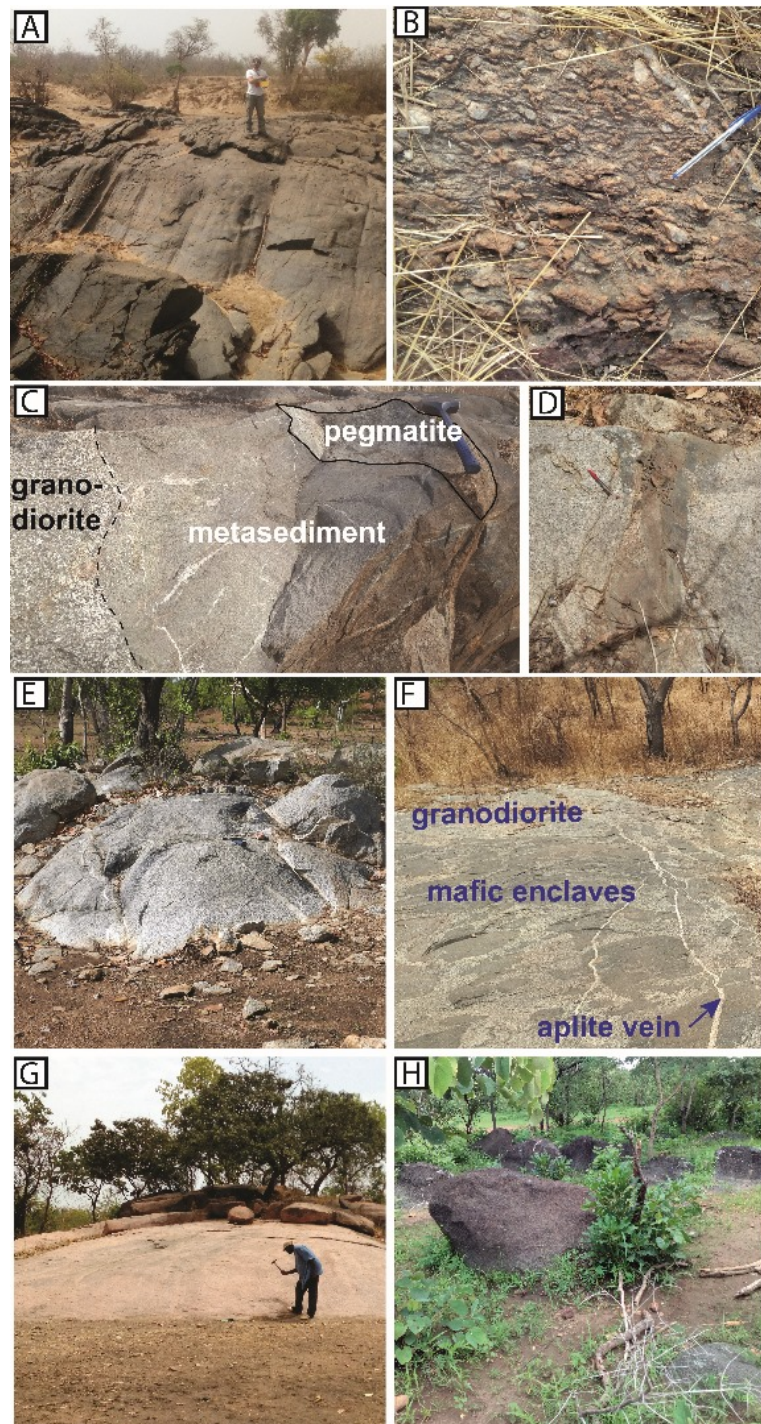 A
B
C
pegmatite
grano-
diorite
metasediment
D
E
F
granodiorite
mafic enclaves
aplite vein
G
H